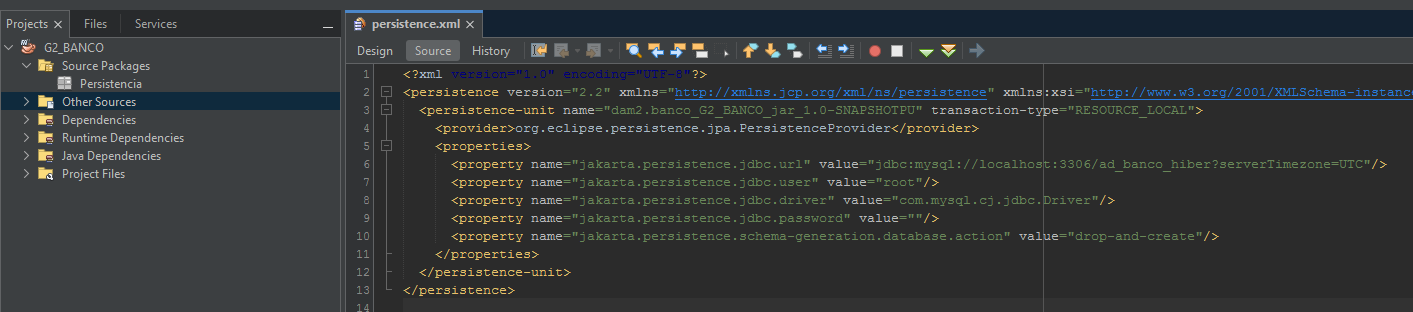 Projects Files Services
G2_BANCO
Source Packages
Persistencia
Other Sources
Dependencies
Runtime Dependencies
Java Dependencies
Project Files
persistence.xml
Design Source History
1 <?xml version="1.0" encoding="UTF-8"?>
2 <persistence version="2.2" xmlns="http://xmlns.jcp.org/xml/ns/persistence" xmlns:xsi="http://www.w3.org/2001/XMLSchema-instance
3 <persistence-unit name="dam2.banco_G2_BANCO_jar_1.0-SNAPSHOTPU" transaction-type="RESOURCE_LOCAL">
4 <provider>org.eclipse.persistence.jpa.PersistenceProvider</provider>
5 <properties>
6 <property name="jakarta.persistence.jdbc.url" value="jdbc:mysql://localhost:3306/ad_banco_hiber?serverTimezone=UTC"/>
7 <property name="jakarta.persistence.jdbc.user" value="root"/>
8 <property name="jakarta.persistence.jdbc.driver" value="com.mysql.cj.jdbc.Driver"/>
9 <property name="jakarta.persistence.jdbc.password" value=""/>
10 <property name="jakarta.persistence.schema-generation.database.action" value="drop-and-create"/>
11 </properties>
12 </persistence-unit>
13 </persistence>
14